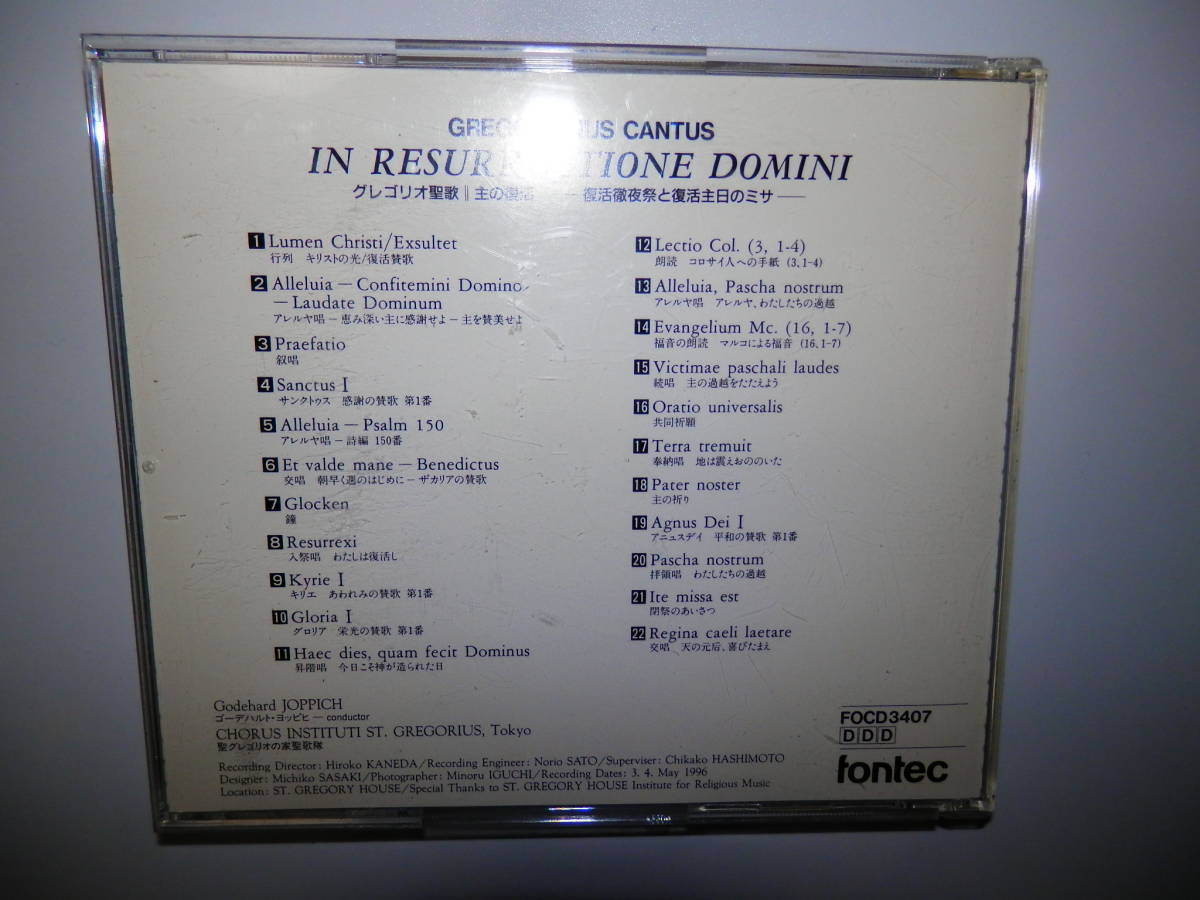 CANTUS
IN DOMINI
グレゴリオ聖歌 ‖ 主の復活 — 復活徹夜祭と復活主日のミサ —
1 Lumen Christi/Exsultet
行列 キリストの光/復活賛歌
2 Alleluia — Confitemini Domino
— Laudate Dominum
アレルヤ唱 — 恵み深い主に感謝せよ — 主を賛美せよ
3 Praefatio
叙唱
4 Sanctus I
サンクトゥス 感謝の賛歌 第1番
5 Alleluia — Psalm 150
アレルヤ唱 — 詩編 150番
6 Et valde mane — Benedictus
交唱 朝早く週のはじめに — ザカリアの賛歌
7 Glocken
鐘
8 Resurrexi
入祭唱 わたしは復活し
9 Kyrie I
キリエ あわれみの賛歌 第1番
10 Gloria I
グロリア 栄光の賛歌 第1番
11 Haec dies, quam fecit Dominus
昇階唱 今日こそ神が造られた日
12 Lectio Col. (3, 1-4)
朗読 コロサイ人への手紙 (3, 1-4)
13 Alleluia, Pascha nostrum
アレルヤ唱 アレルヤ、わたしたちの過越
14 Evangelium Mc. (16, 1-7)
福音の朗読 マルコによる福音 (16, 1-7)
15 Victimae paschali laudes
続唱 主の過越をたたえよう
16 Oratio universalis
共同祈願
17 Terra tremuit
奉納唱 地は震えおののいた
18 Pater noster
主の祈り
19 Agnus Dei I
アニュスデイ 平和の賛歌 第1番
20 Pascha nostrum
拝領唱 わたしたちの過越
21 Ite missa est
閉祭のあいさつ
22 Regina caeli laetare
交唱 天の元后、喜びたまえ
Godehard JOPPICH
ゴーデハルト・ヨッピヒ — conductor
CHORUS INSTITUTI ST. GREGORIUS, Tokyo
聖グレゴリオの家聖歌隊
Recording Director: Hiroko KANEDA/Recording Engineer: Norio SATO/Superviser: Chikako HASHIMOTO
Designer: Michiko SASAKI/Photographer: Minoru IGUCHI/Recording Dates: 3. 4. May 1996
Location: ST. GREGORY HOUSE/Special Thanks to ST. GREGORY HOUSE Institute for Religious Music
FOCD3407
DDD
fontec